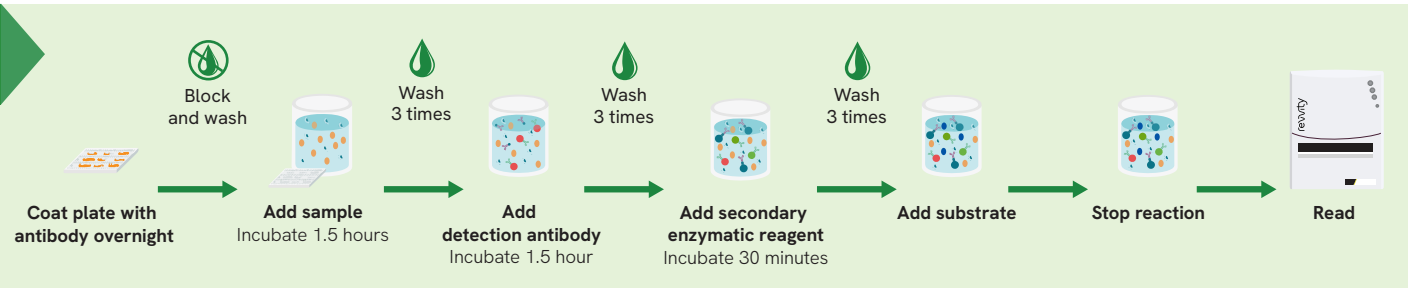 Block
and wash
Wash
3 times
Wash
3 times
Wash
3 times
revvity
Coat plate with
antibody overnight
Add sample
Incubate 1.5 hours
Add
detection antibody
Incubate 1.5 hour
Add secondary
enzymatic reagent
Incubate 30 minutes
Add substrate
Stop reaction
Read